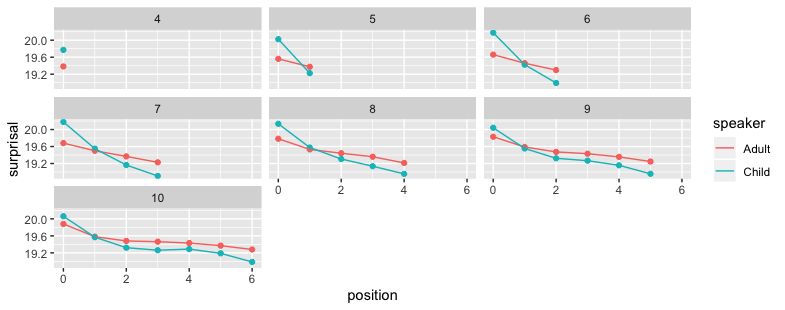 4 5 6
20.0
19.6
19.2
7 8 9
20.0
19.6
19.2
0 2 4 6 0 2 4 6
10
20.0
19.6
19.2
0 2 4 6
position
surprisal
speaker
Adult
Child